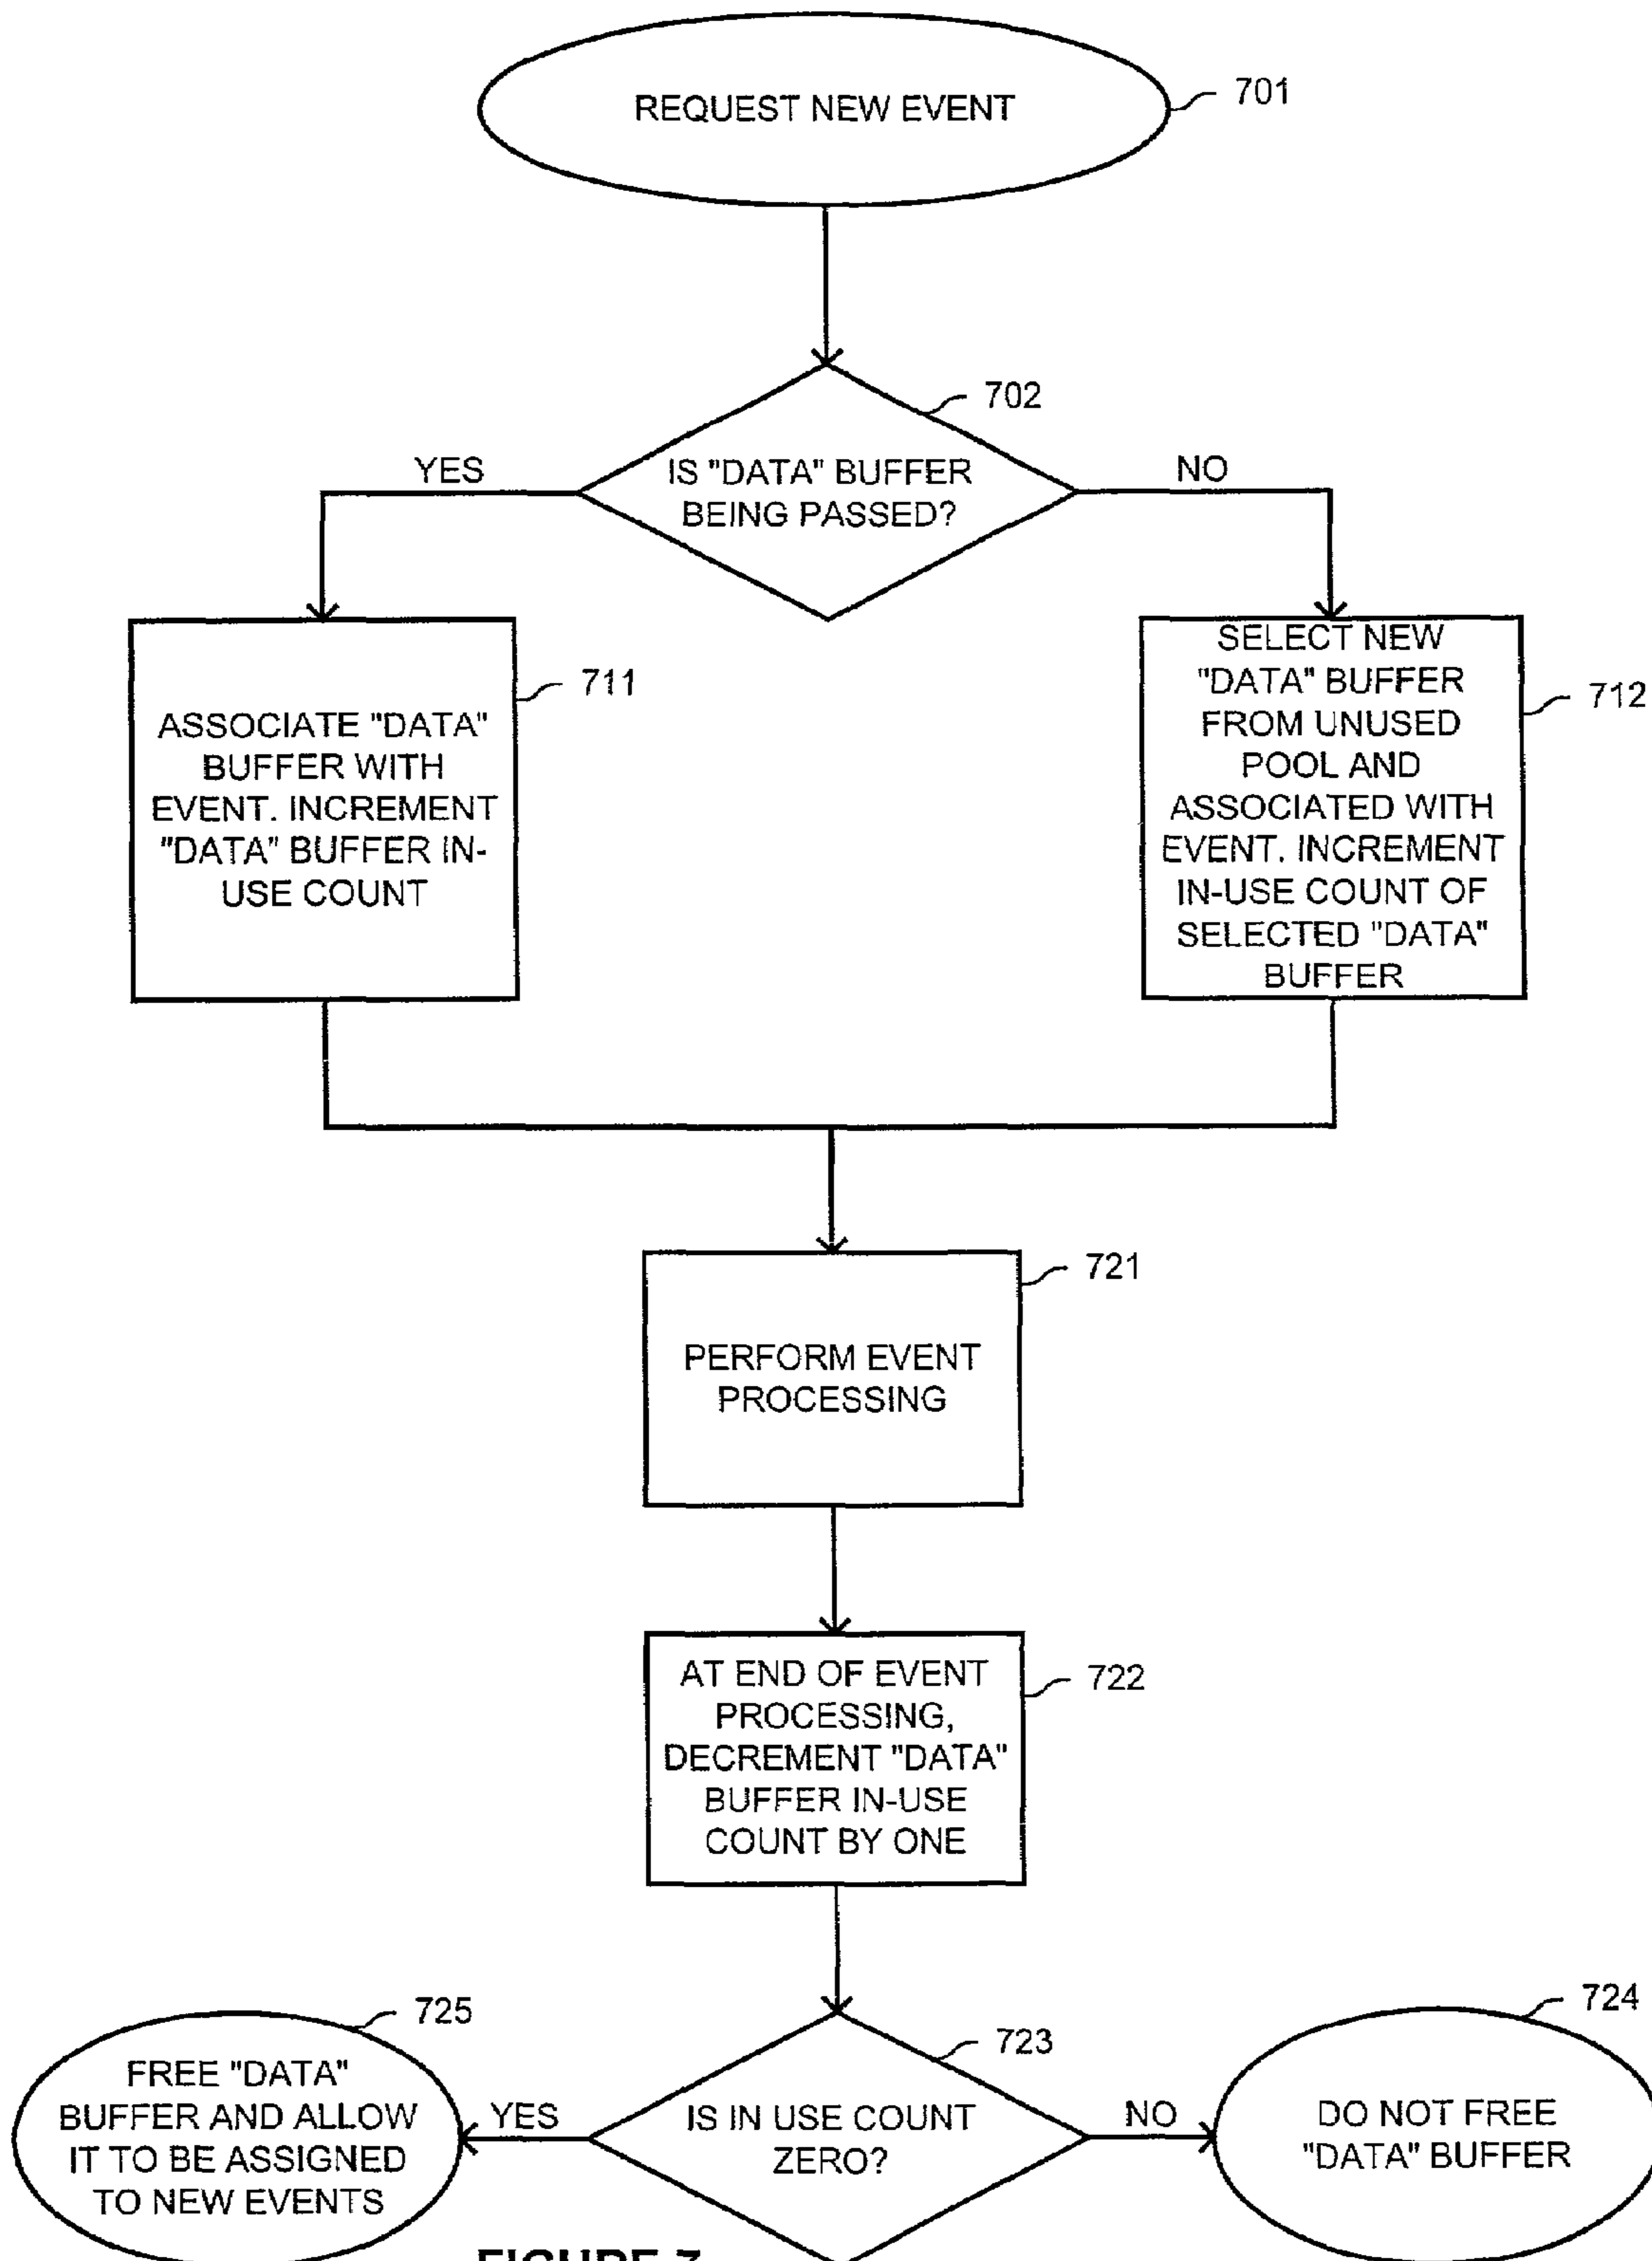 REQUEST NEW EVENT
701
702
IS "DATA" BUFFER
BEING PASSED?
YES
NO
711
ASSOCIATE "DATA"
BUFFER WITH
EVENT. INCREMENT
"DATA" BUFFER IN-
USE COUNT
SELECT NEW
"DATA" BUFFER
FROM UNUSED
POOL AND
ASSOCIATED WITH
EVENT. INCREMENT
IN-USE COUNT OF
SELECTED "DATA"
BUFFER
712
721
PERFORM EVENT
PROCESSING
722
AT END OF EVENT
PROCESSING,
DECREMENT "DATA"
BUFFER IN-USE
COUNT BY ONE
723
IS IN USE COUNT
ZERO?
YES
NO
725
FREE "DATA"
BUFFER AND ALLOW
IT TO BE ASSIGNED
TO NEW EVENTS
724
DO NOT FREE
"DATA" BUFFER
FIGURE 7